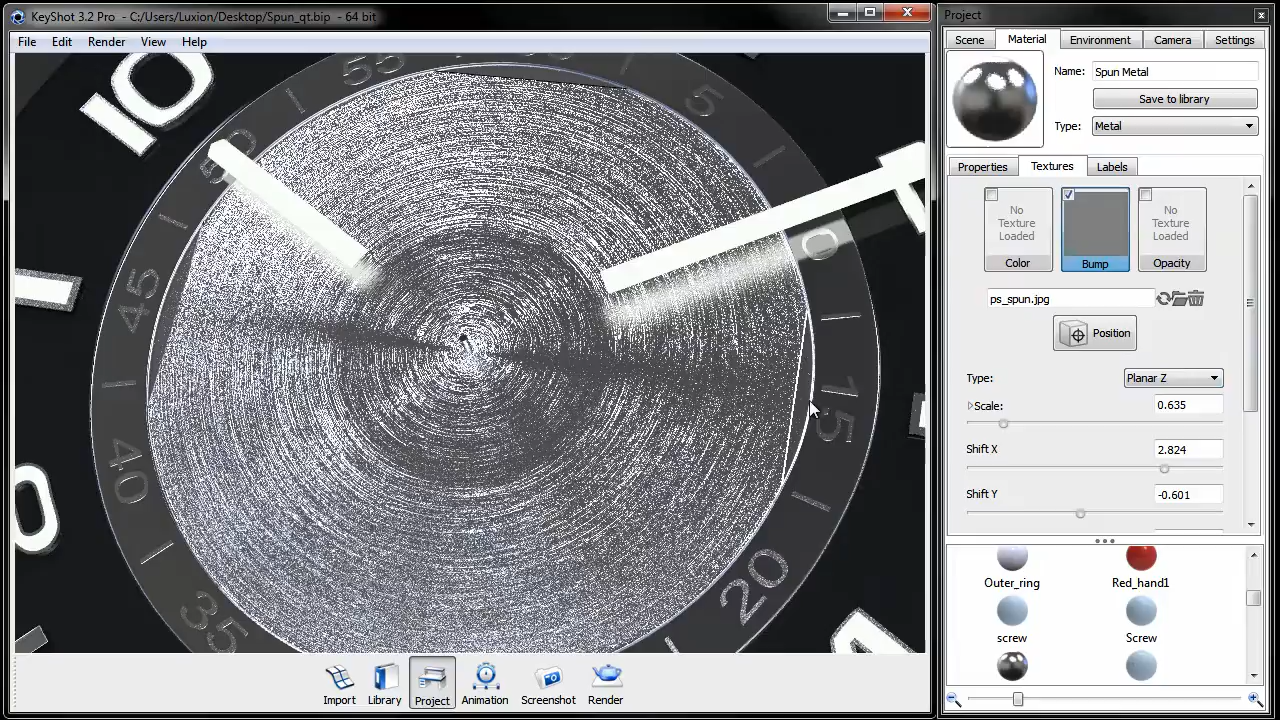 KeyShot 3.2 Pro - C:/Users/Luxion/Desktop/Spun_qt.bip - 64 bit
File Edit Render View Help
10
55
5
50
0
45
15
40
0
20
35
Import Library Project Animation Screenshot Render
Project
Scene Material Environment Camera Settings
Name: Spun Metal
Save to library
Type: Metal
Properties Textures Labels
No Texture Loaded
Color
Bump
No Texture Loaded
Opacity
ps_spun.jpg
Position
Type: Planar Z
Scale: 0.635
Shift X 2.824
Shift Y -0.601
Outer_ring Red_hand1
screw Screw